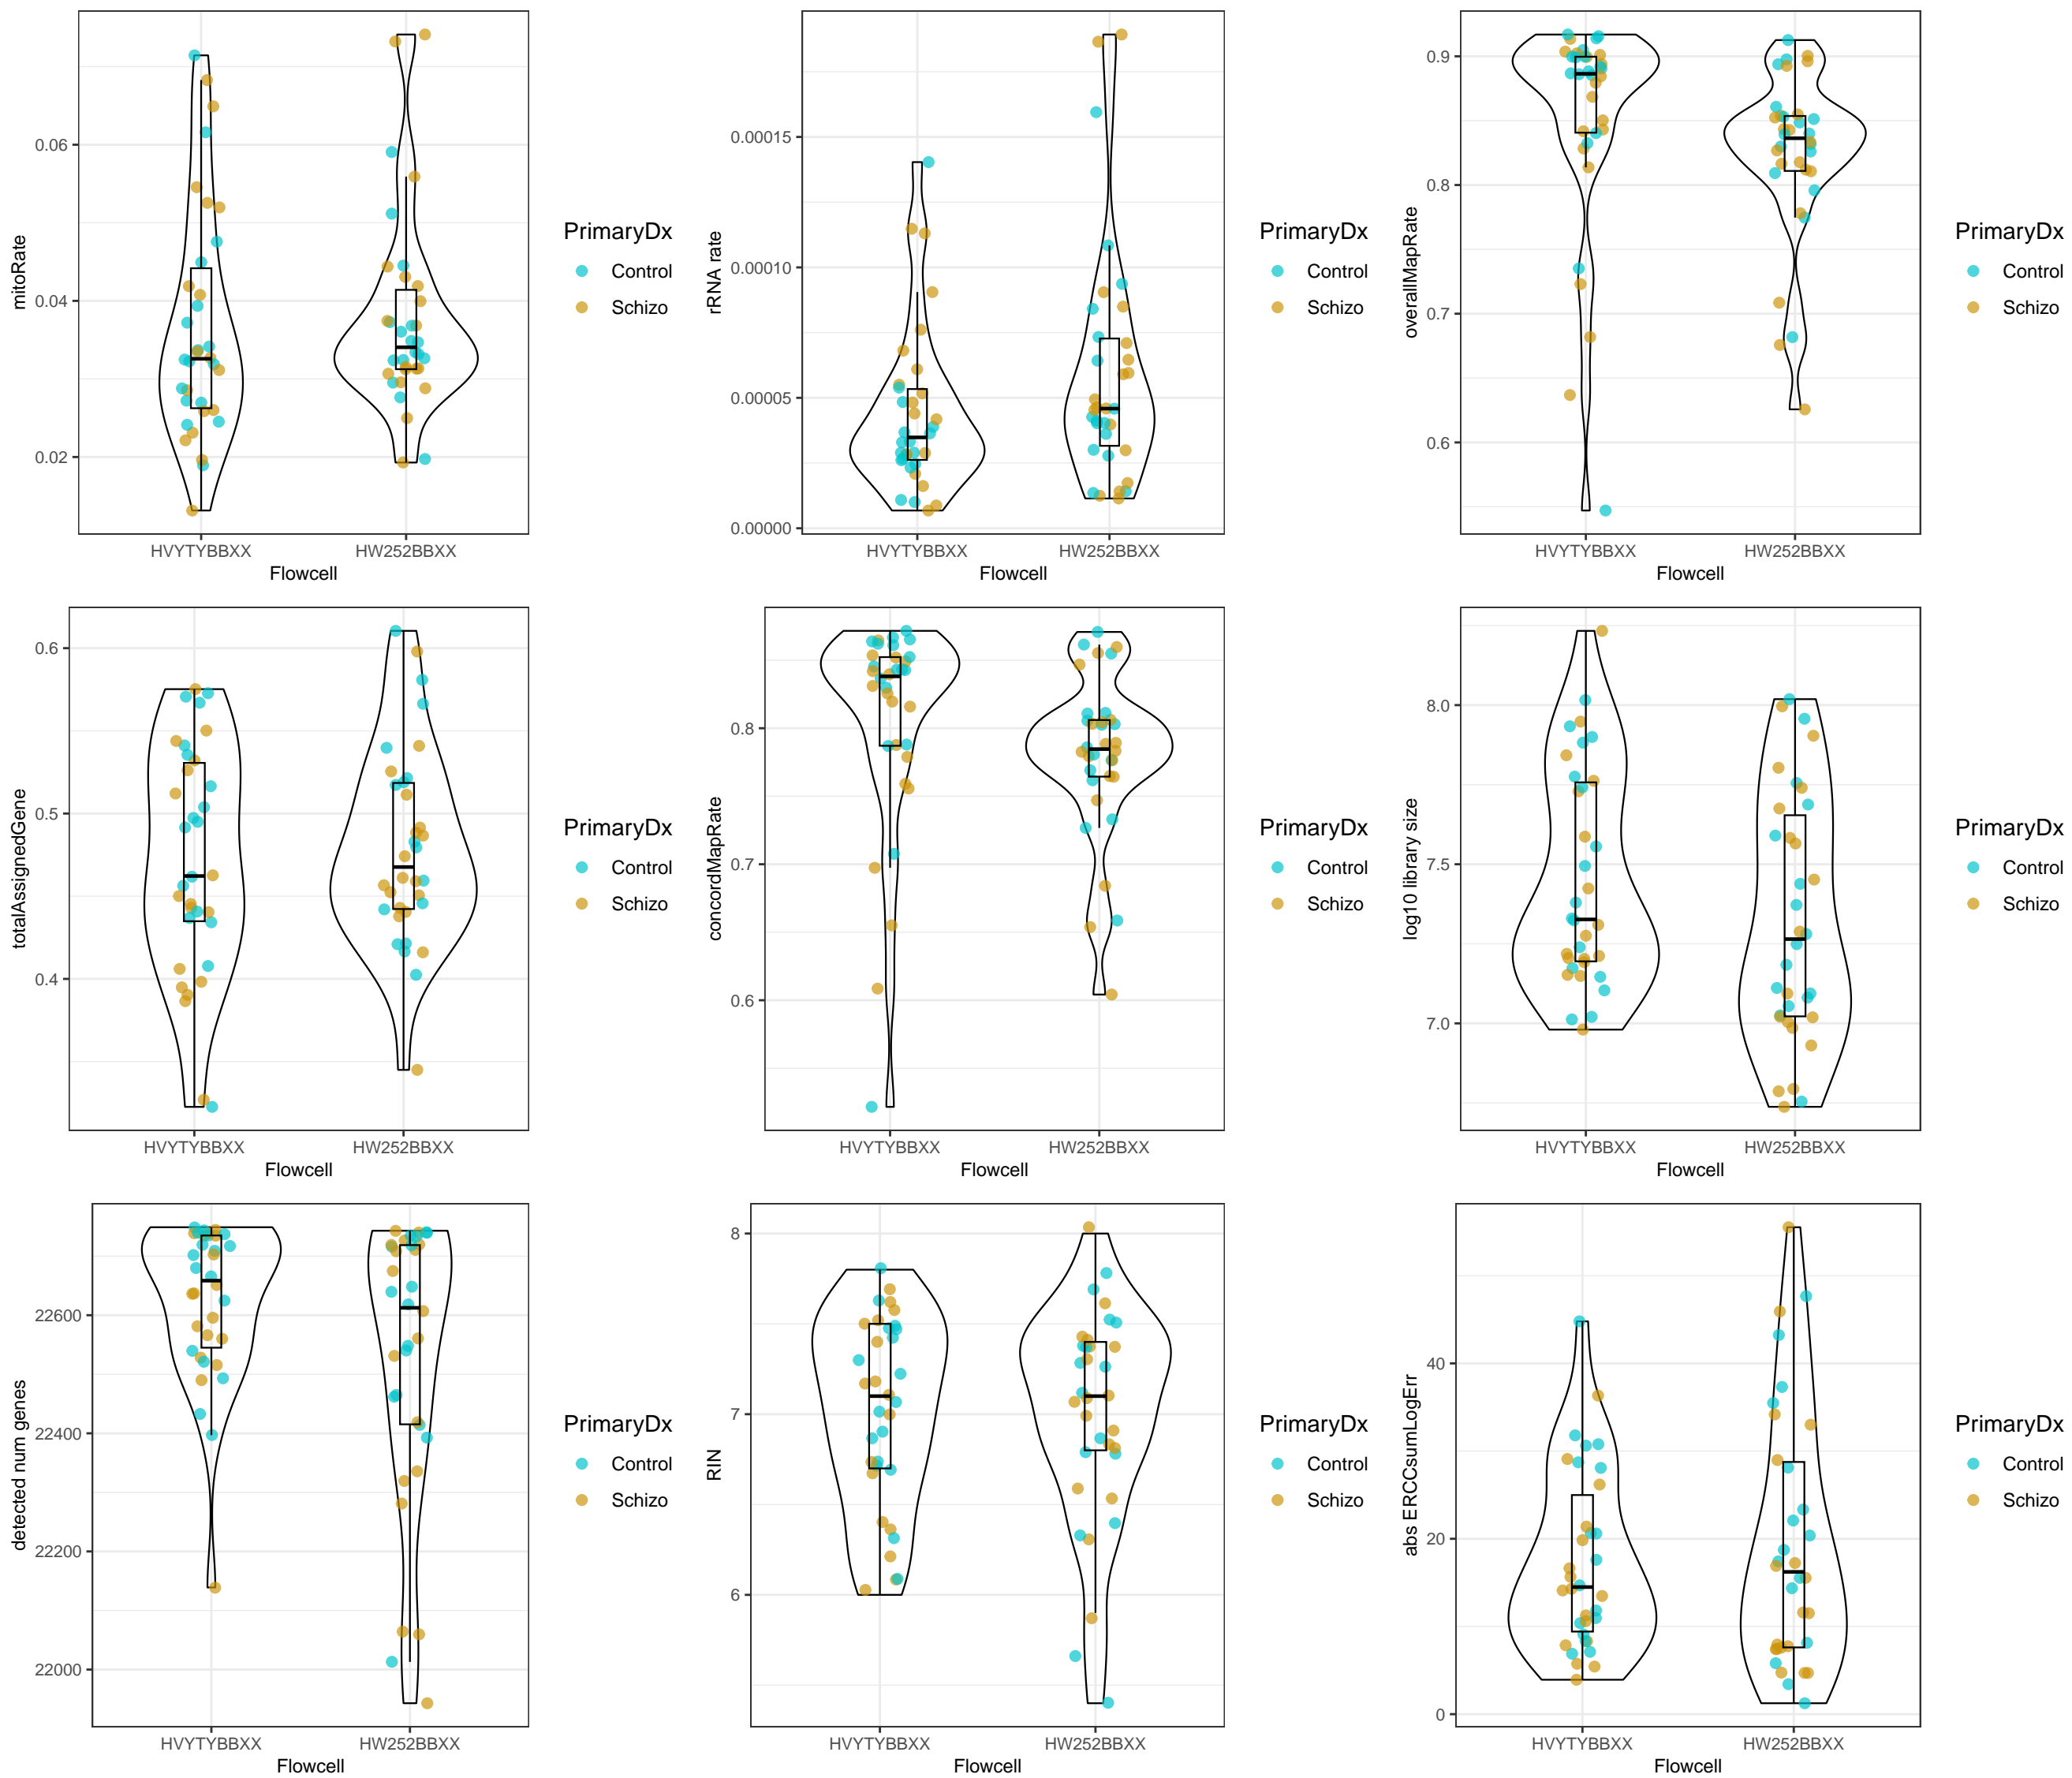 mitoRate
0.06
0.04
0.02
HVYTYBBXX
HW252BBXX
Flowcell
PrimaryDx
Control
Schizo
rRNA rate
0.00015
0.00010
0.00005
0.00000
HVYTYBBXX
HW252BBXX
Flowcell
PrimaryDx
Control
Schizo
overallMapRate
0.9
0.8
0.7
0.6
HVYTYBBXX
HW252BBXX
Flowcell
PrimaryDx
Control
Schizo
totalAssignedGene
0.6
0.5
0.4
HVYTYBBXX
HW252BBXX
Flowcell
PrimaryDx
Control
Schizo
concordMapRate
0.8
0.7
0.6
HVYTYBBXX
HW252BBXX
Flowcell
PrimaryDx
Control
Schizo
log10 library size
8.0
7.5
7.0
HVYTYBBXX
HW252BBXX
Flowcell
PrimaryDx
Control
Schizo
detected num genes
22600
22400
22200
22000
HVYTYBBXX
HW252BBXX
Flowcell
PrimaryDx
Control
Schizo
RIN
8
7
6
HVYTYBBXX
HW252BBXX
Flowcell
PrimaryDx
Control
Schizo
abs ERCCsumLogErr
40
20
0
HVYTYBBXX
HW252BBXX
Flowcell
PrimaryDx
Control
Schizo